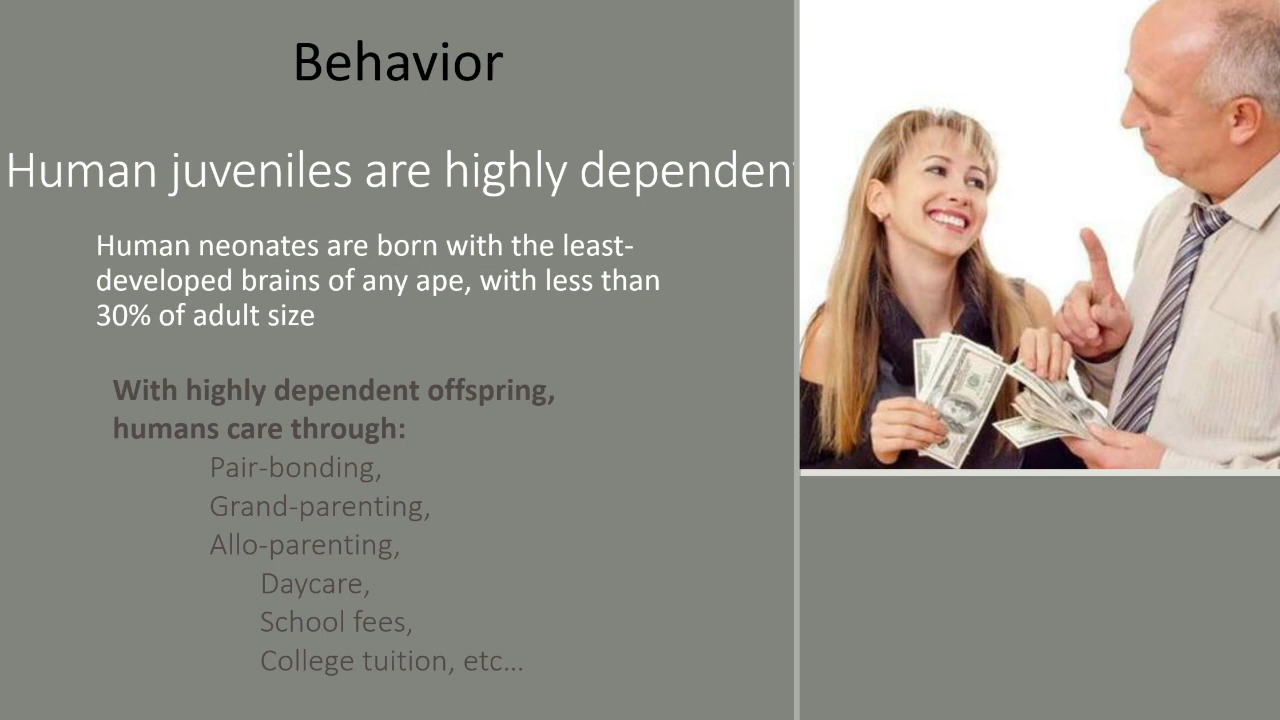 Behavior
Human juveniles are highly dependent
Human neonates are born with the least-
developed brains of any ape, with less than
30% of adult size
With highly dependent offspring,
humans care through:
Pair-bonding,
Grand-parenting,
Allo-parenting,
Daycare,
School fees,
College tuition, etc…